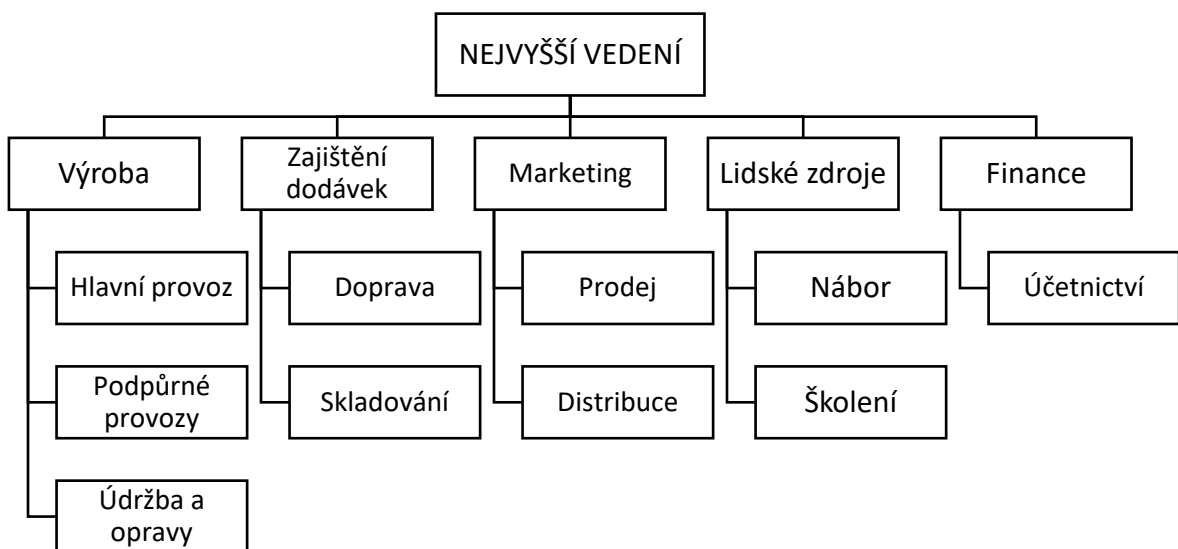 NEJVYŠŠÍ VEDENÍ
Výroba
Zajištění
dodávek
Marketing
Lidské zdroje
Finance
Hlavní provoz
Doprava
Prodej
Nábor
Účetnictví
Podpůrné
provozy
Skladování
Distribuce
Školení
Údržba a
opravy